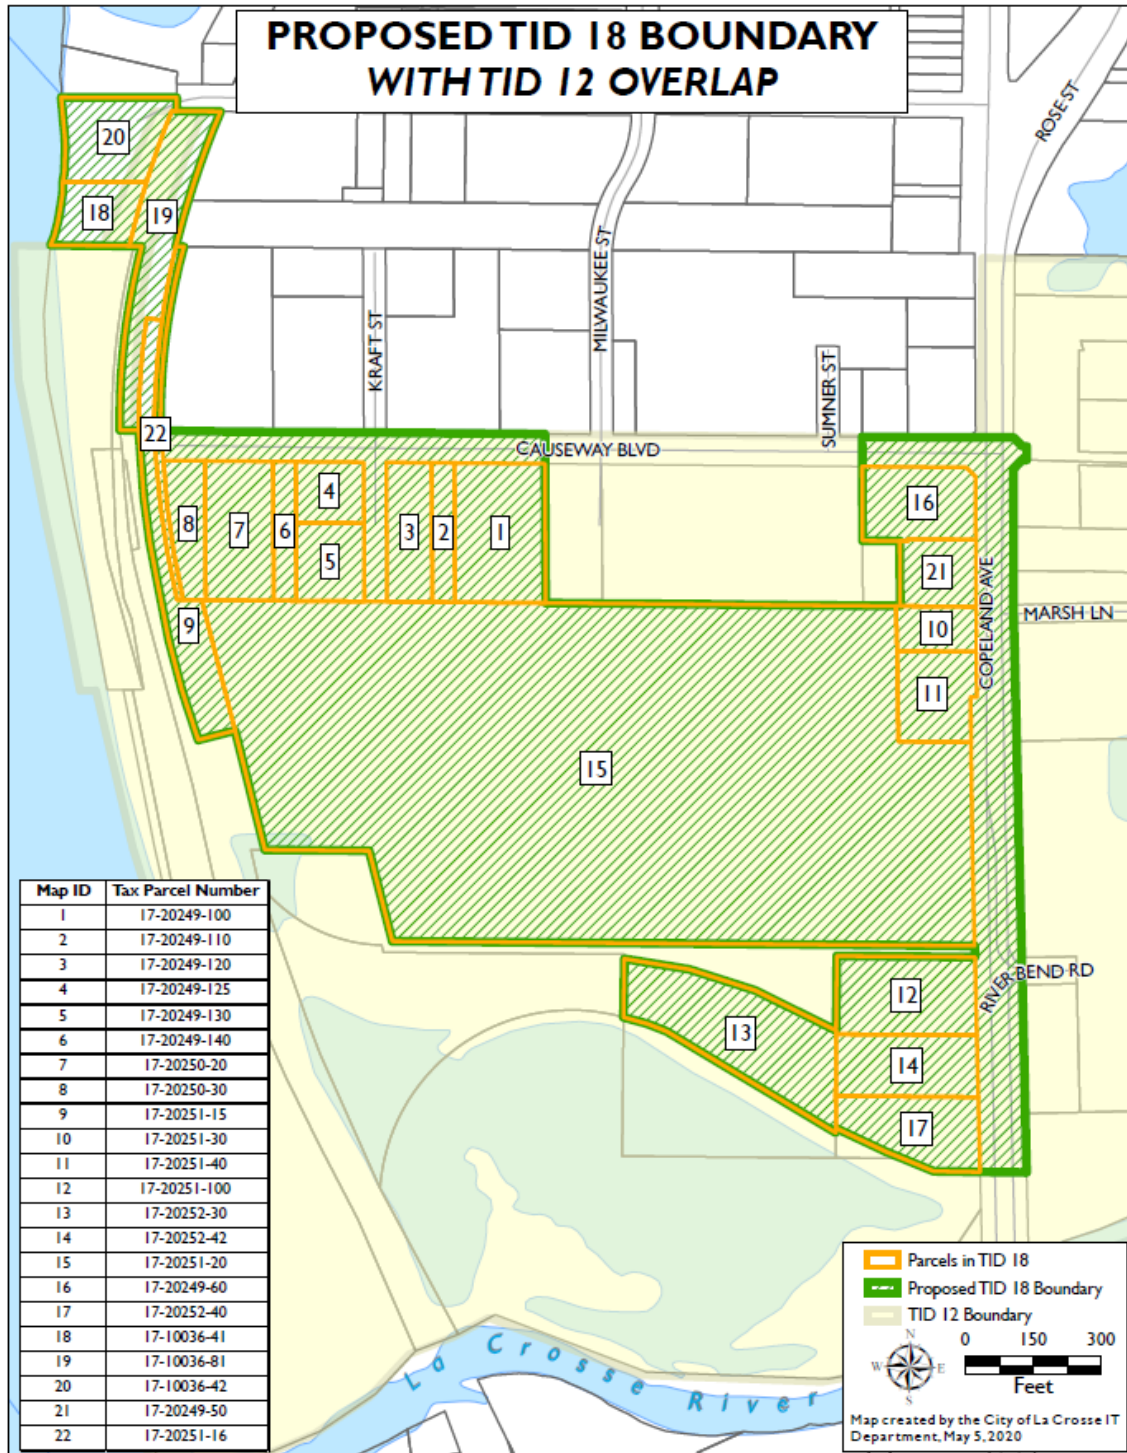 PROPOSED TID 18 BOUNDARY
WITH TID 12 OVERLAP
ROSE ST
20
18
19
MILWAUKEE ST
KRAFT ST
SUMNER ST
22
CAUSEWAY BLVD
4
16
8
7
6
3
2
1
5
21
COPELAND AVE
MARSH LN
9
10
11
15
RIVER BEND RD
12
13
14
17
Map ID Tax Parcel Number
1 17-20249-100
2 17-20249-110
3 17-20249-120
4 17-20249-125
5 17-20249-130
6 17-20249-140
7 17-20250-20
8 17-20250-30
9 17-20251-15
10 17-20251-30
11 17-20251-40
12 17-20251-100
13 17-20252-30
14 17-20252-42
15 17-20251-20
16 17-20249-60
17 17-20252-40
18 17-10036-41
19 17-10036-81
20 17-10036-42
21 17-20249-50
22 17-20251-16
La Crosse River
Parcels in TID 18
Proposed TID 18 Boundary
TID 12 Boundary
N
W E
S
0 150 300
Feet
Map created by the City of La Crosse IT
Department, May 5, 2020